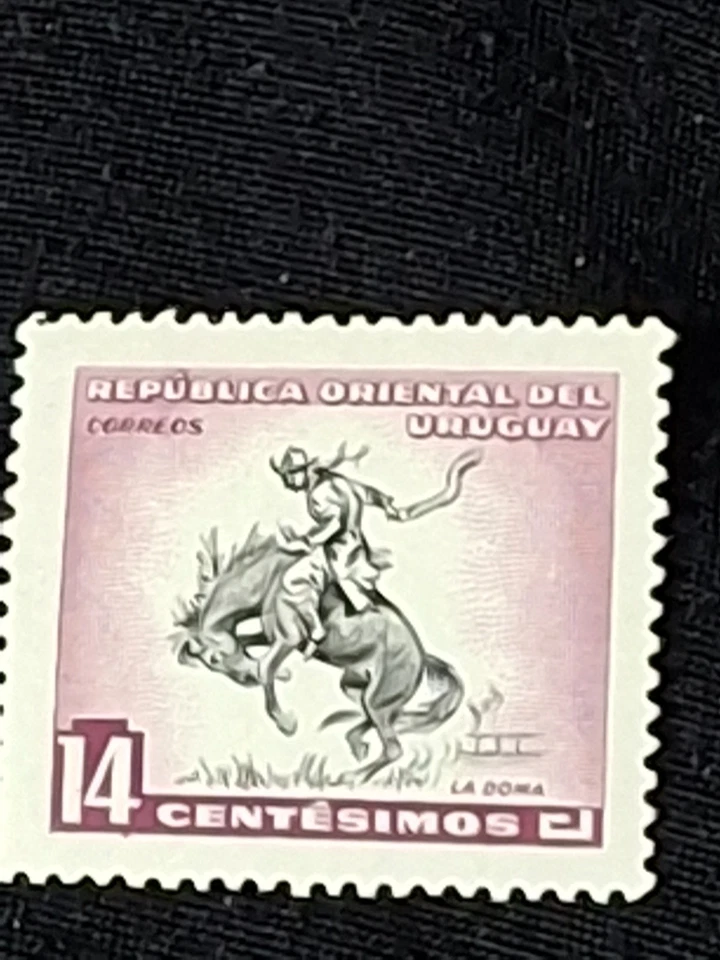 REPÚBLICA ORIENTAL DEL
CORREOS URUGUAY
LA DOMA
14 CENTÉSIMOS